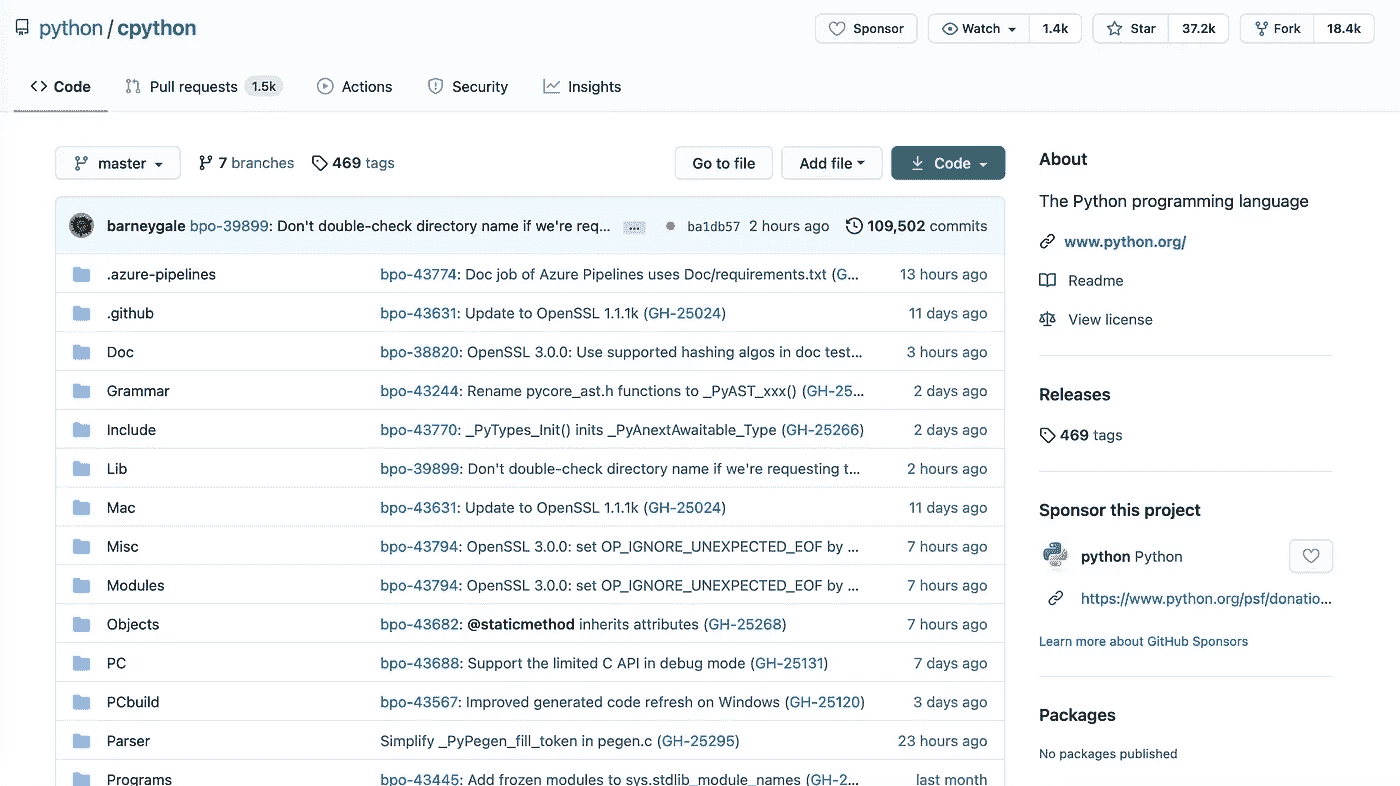 python / cpython Sponsor Watch 1.4k Star 37.2k Fork 18.4k
<> Code Pull requests 1.5k Actions Security Insights
master 7 branches 469 tags Go to file Add file Code
barneygale bpo-39899: Don't double-check directory name if we're req... ... ba1db57 2 hours ago 109,502 commits
.azure-pipelines bpo-43774: Doc job of Azure Pipelines uses Doc/requirements.txt (G... 13 hours ago
.github bpo-43631: Update to OpenSSL 1.1.1k (GH-25024) 11 days ago
Doc bpo-38820: OpenSSL 3.0.0: Use supported hashing algos in doc test... 3 hours ago
Grammar bpo-43244: Rename pycore_ast.h functions to _PyAST_xxx() (GH-25... 2 days ago
Include bpo-43770: _PyTypes_Init() inits _PyAnextAwaitable_Type (GH-25266) 2 days ago
Lib bpo-39899: Don't double-check directory name if we're requesting t... 2 hours ago
Mac bpo-43631: Update to OpenSSL 1.1.1k (GH-25024) 11 days ago
Misc bpo-43794: OpenSSL 3.0.0: set OP_IGNORE_UNEXPECTED_EOF by ... 7 hours ago
Modules bpo-43794: OpenSSL 3.0.0: set OP_IGNORE_UNEXPECTED_EOF by ... 7 hours ago
Objects bpo-43682: @staticmethod inherits attributes (GH-25268) 7 hours ago
PC bpo-43688: Support the limited C API in debug mode (GH-25131) 7 days ago
PCbuild bpo-43567: Improved generated code refresh on Windows (GH-25120) 3 days ago
Parser Simplify _PyPegen_fill_token in pegen.c (GH-25295) 23 hours ago
Programs bpo-43445: Add frozen modules to sys.stdlib_module_names (GH-2... last month
About
The Python programming language
www.python.org/
Readme
View license
Releases
469 tags
Sponsor this project
python Python
https://www.python.org/psf/donatio...
Learn more about GitHub Sponsors
Packages
No packages published